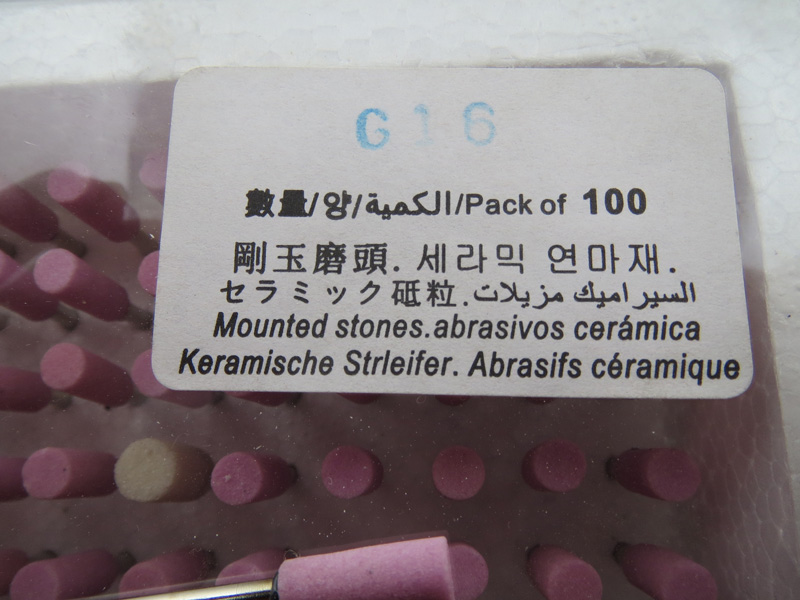 G16
數量/양/الكمية/Pack of 100
剛玉磨頭. 세라믹 연마재.
セラミック砥粒.السيراميك مزيلات
Mounted stones.abrasivos cerámica
Keramische Strleifer. Abrasifs céramique